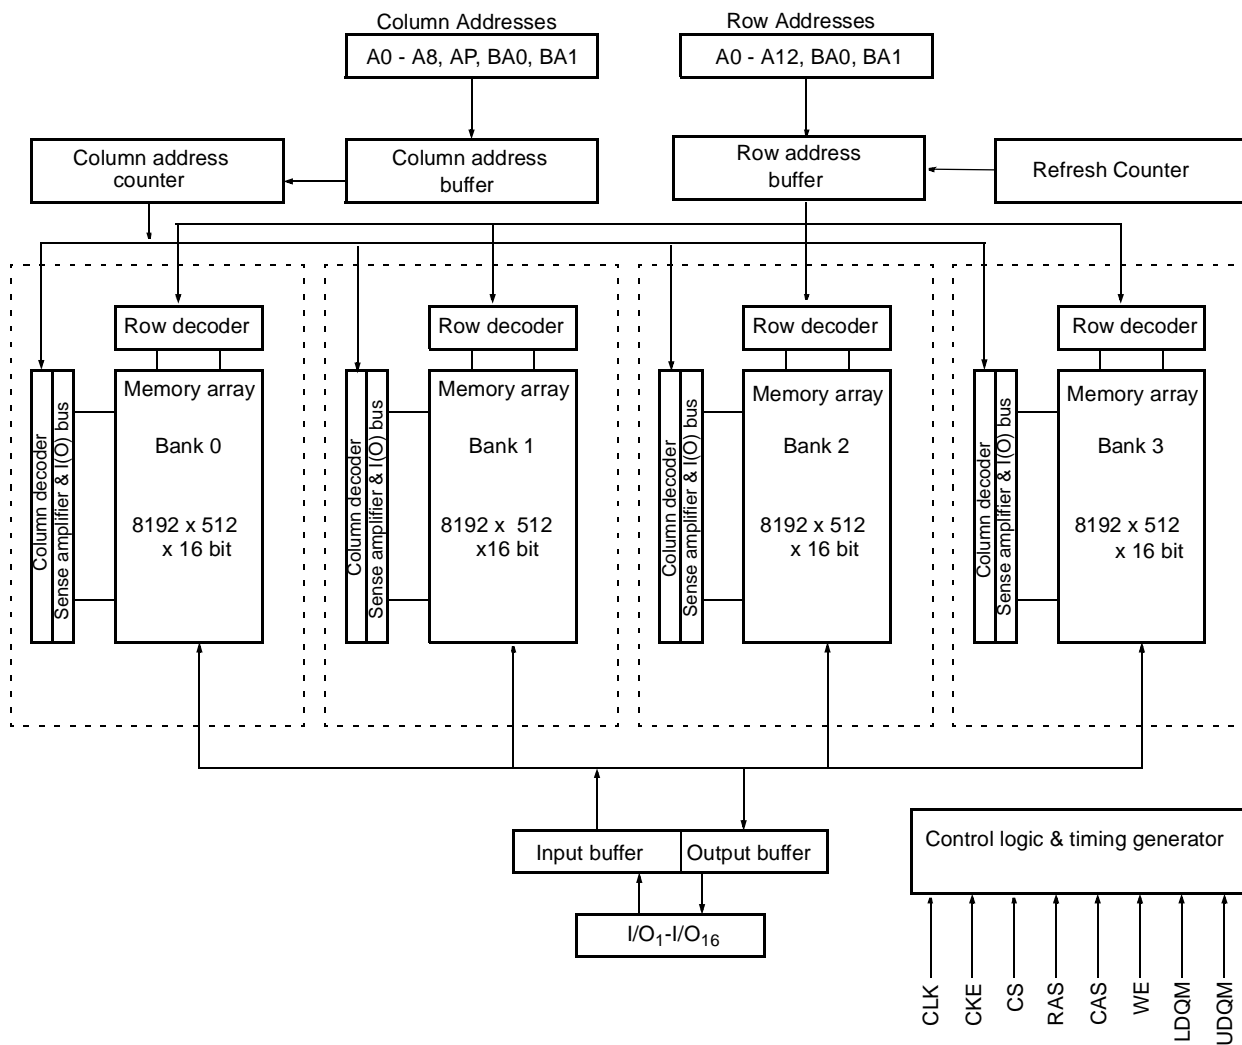 Column Addresses
Row Addresses
A0 - A8, AP, BA0, BA1
A0 - A12, BA0, BA1
Column address
counter
Column address
buffer
Row address
buffer
Refresh Counter
Row decoder
Row decoder
Row decoder
Row decoder
Column decoder
Sense amplifier & I(O) bus
Memory array
Bank 0
8192 x 512
x 16 bit
Column decoder
Sense amplifier & I(O) bus
Memory array
Bank 1
8192 x  512
x16 bit
Column decoder
Sense amplifier & I(O) bus
Memory array
Bank 2
8192 x 512
x 16 bit
Column decoder
Sense amplifier & I(O) bus
Memory array
Bank 3
8192 x 512
x 16 bit
Input buffer
Output buffer
I/O1-I/O16
Control logic & timing generator
CLK
CKE
CS
RAS
CAS
WE
LDQM
UDQM